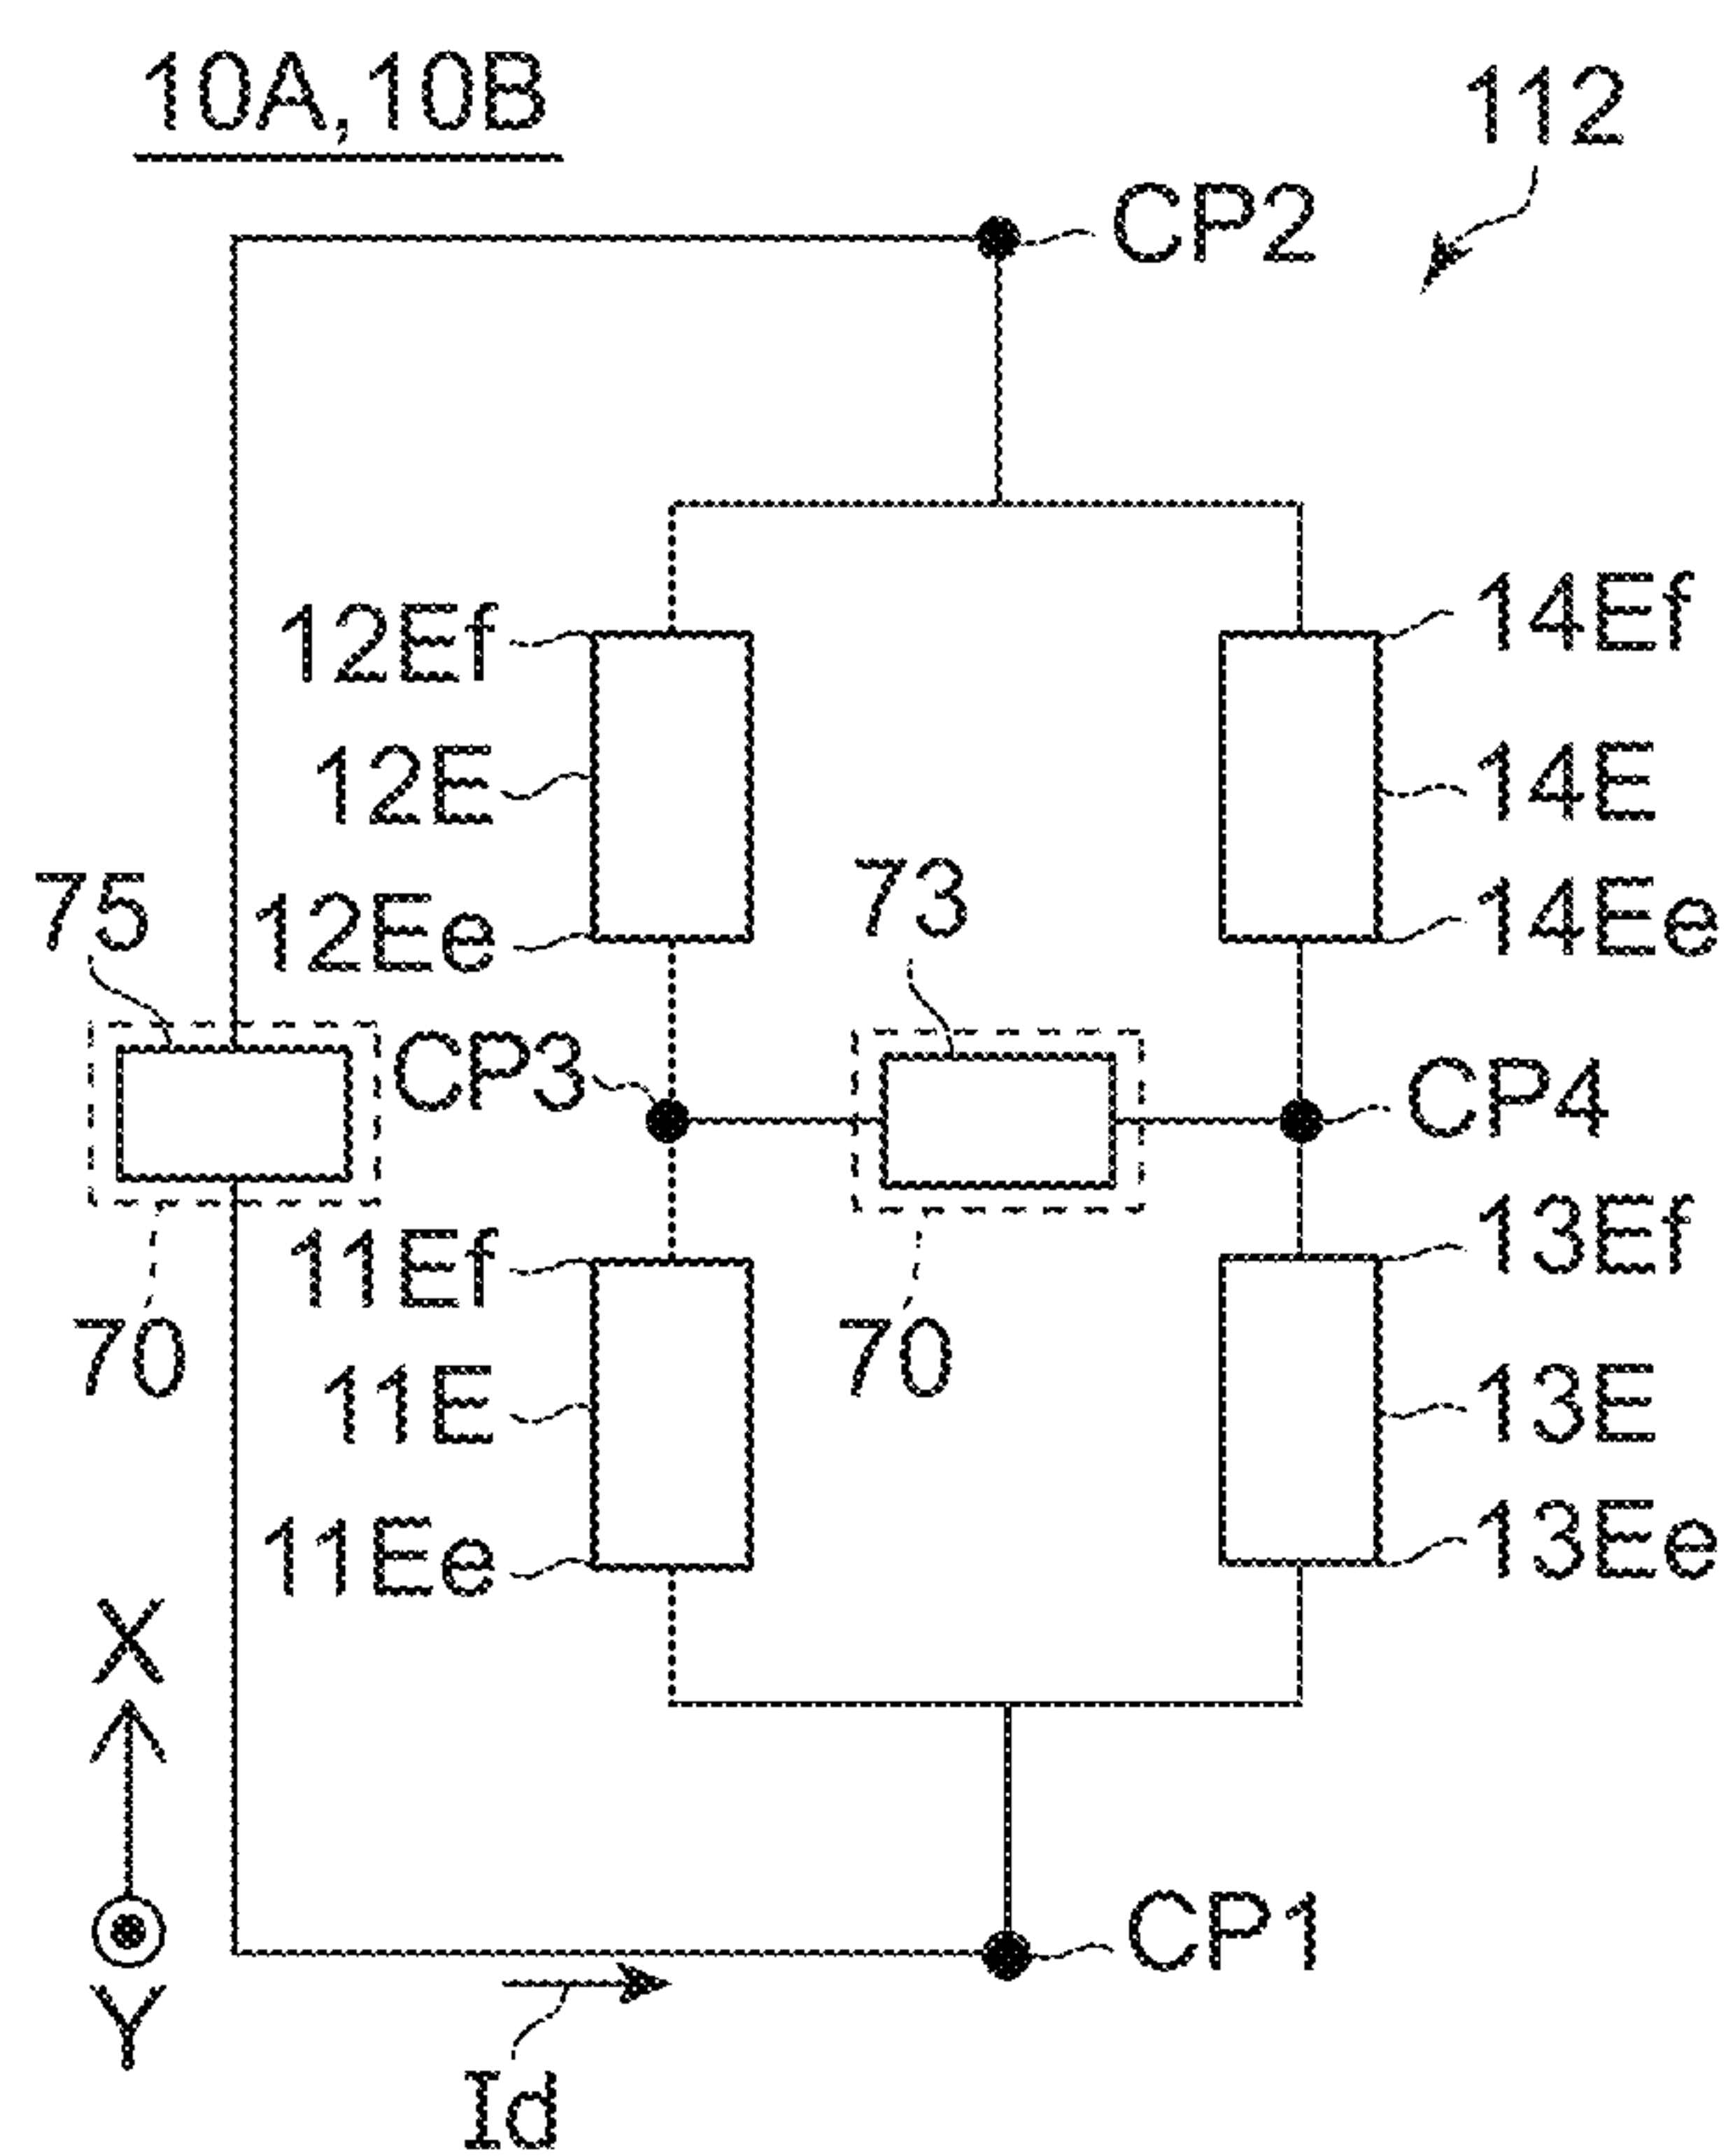 10A,10B
112
CP2
12Ef
14Ef
12E
14E
75
12Ee
73
14Ee
CP3
CP4
11Ef
13Ef
70
70
11E
13E
11Ee
13Ee
X
CP1
Y
Id